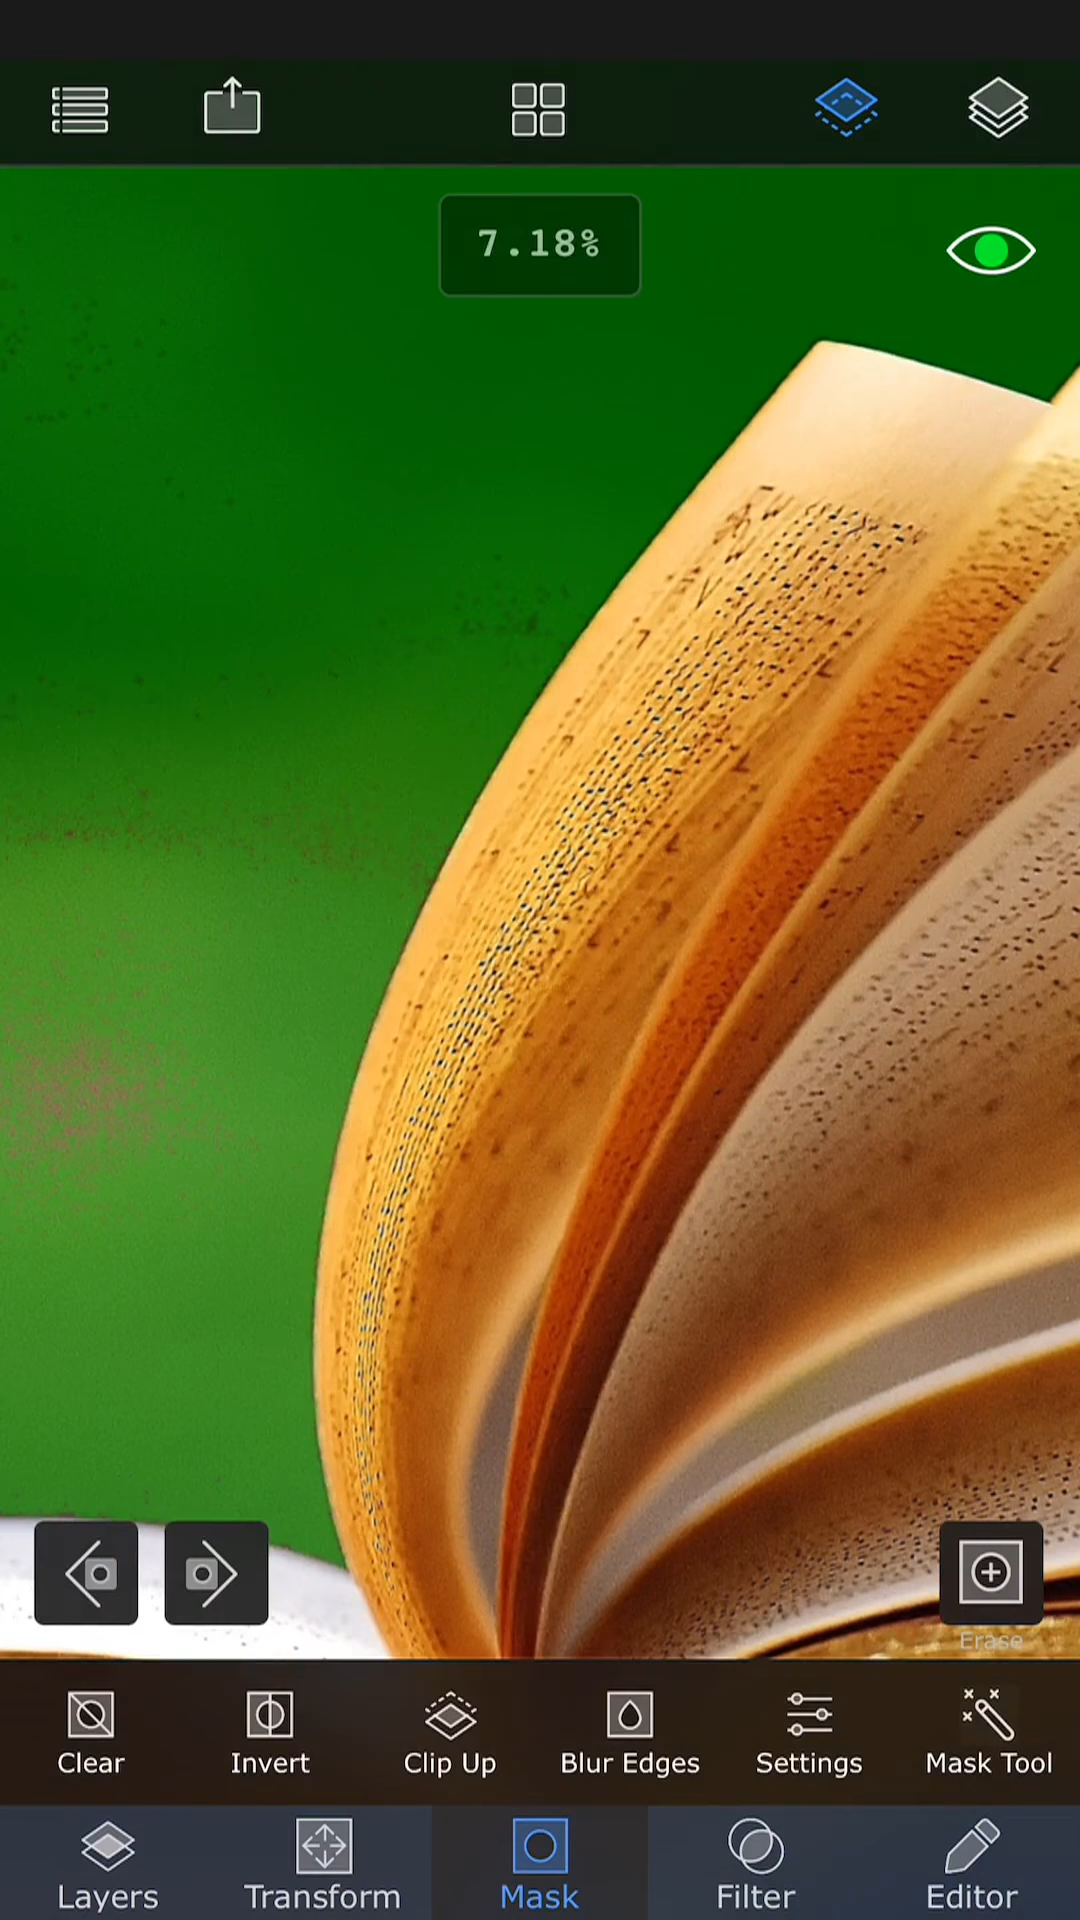 7.18%
Erase
Clear Invert Clip Up Blur Edges Settings Mask Tool
Layers Transform Mask Filter Editor